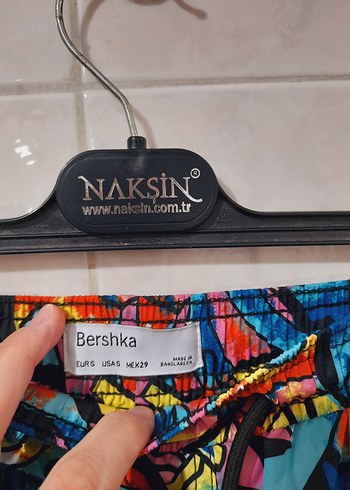 NAKŞİN®
www.naksin.com.tr
Bershka
EUR S USA S MEX 29
MADE IN
BANGLADESH